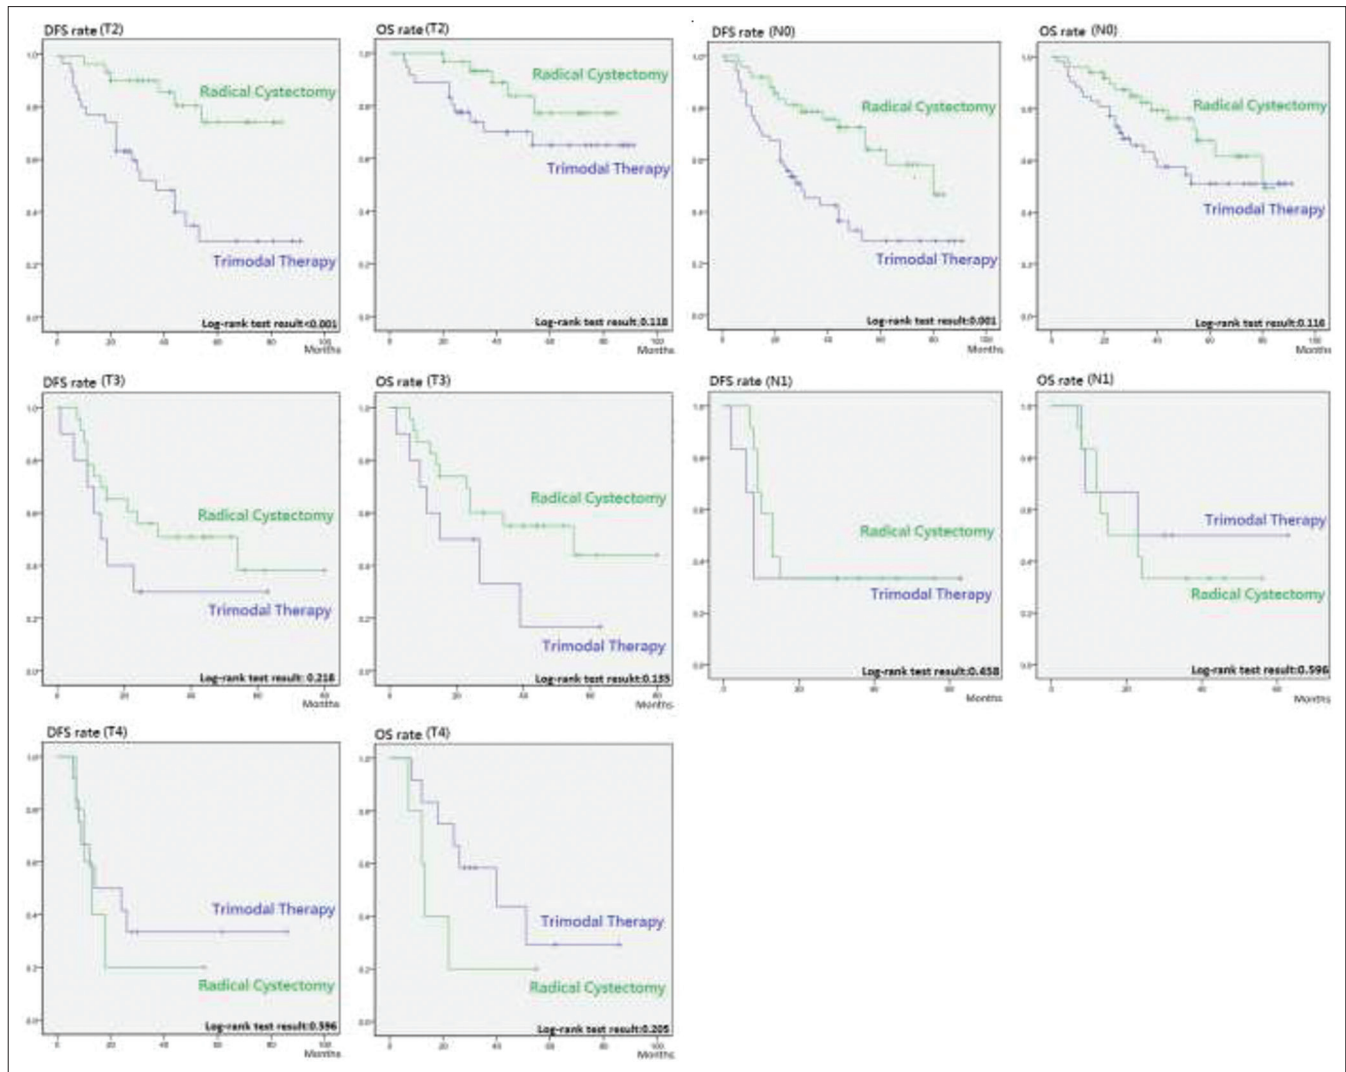 DFS rate (T2)
Radical Cystectomy
Trimodal Therapy
Log-rank test result<0.001
Months
OS rate (T2)
Radical Cystectomy
Trimodal Therapy
Log-rank test result;0.118
Months
DFS rate (N0)
Radical Cystectomy
Trimodal Therapy
Log-rank test result:0.001
Months
OS rate (N0)
Radical Cystectomy
Trimodal Therapy
Log-rank test result:0.116
Months
DFS rate (T3)
Radical Cystectomy
Trimodal Therapy
Log-rank test result: 0.218
Months
OS rate (T3)
Radical Cystectomy
Trimodal Therapy
Log-rank test resukt:0.135
Months
DFS rate (N1)
Radical Cystectomy
Trimodal Therapy
Log-rank test result:0.458
Months
OS rate (N1)
Trimodal Therapy
Radical Cystectomy
Log-rank test result:0.596
Months
DFS rate (T4)
Trimodal Therapy
Radical Cystectomy
Log-rank test result:0.396
Months
OS rate (T4)
Trimodal Therapy
Radical Cystectomy
Log-rank test result:0.205
Months